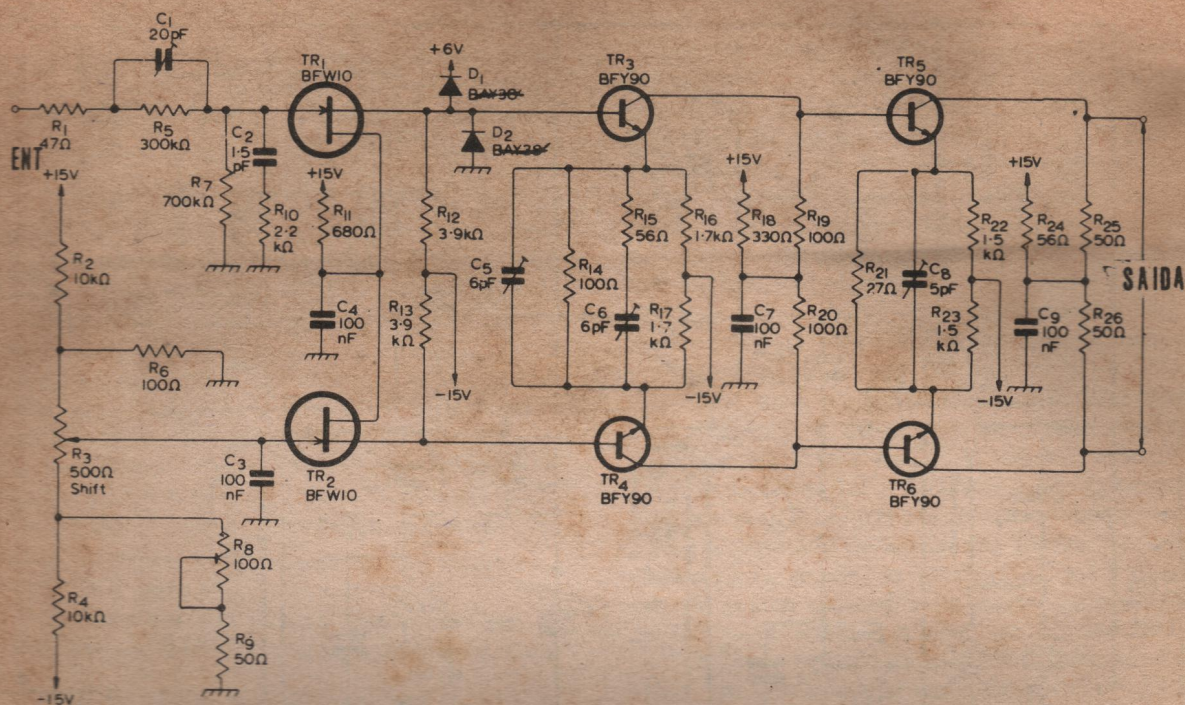 C1
20pF
R1
47Ω
ENT
R5
300kΩ
C2
1·5
pF
R7
700kΩ
R10
2·2
kΩ
TR1
BFW10
+15V
R11
680Ω
C4
100
nF
+15V
R2
10kΩ
R6
100Ω
R3
500Ω
Shift
C3
100
nF
TR2
BFW10
R8
100Ω
R4
10kΩ
R9
50Ω
-15V
+6V
D1
BAX38
D2
BAX38
R12
3·9kΩ
R13
3·9
kΩ
-15V
TR3
BFY90
C5
6pF
R14
100Ω
R15
56Ω
R16
1·7kΩ
C6
6pF
R17
1·7
kΩ
-15V
TR4
BFY90
+15V
R18
330Ω
R19
100Ω
C7
100
nF
R20
100Ω
TR5
BFY90
R21
27Ω
C8
5pF
R22
1·5
kΩ
R23
1·5
kΩ
-15V
TR6
BFY90
+15V
R24
56Ω
R25
50Ω
C9
100
nF
R26
50Ω
SAIDA